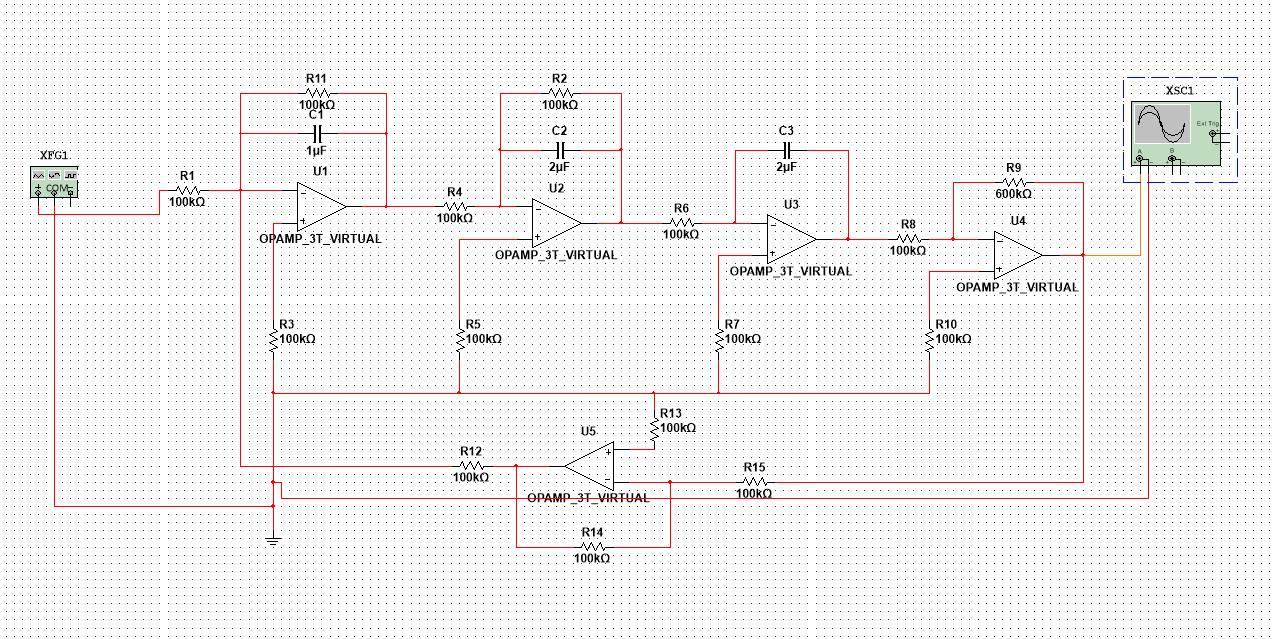 R11
100kΩ
C1
1µF
R2
100kΩ
C2
2µF
C3
2µF
XSC1
Ext Trig
A
B
XFG1
COM
R1
100kΩ
U1
OPAMP_3T_VIRTUAL
R4
100kΩ
U2
OPAMP_3T_VIRTUAL
R6
100kΩ
U3
OPAMP_3T_VIRTUAL
R8
100kΩ
R9
600kΩ
U4
OPAMP_3T_VIRTUAL
R3
100kΩ
R5
100kΩ
R7
100kΩ
R10
100kΩ
R13
100kΩ
U5
OPAMP_3T_VIRTUAL
R12
100kΩ
R15
100kΩ
R14
100kΩ